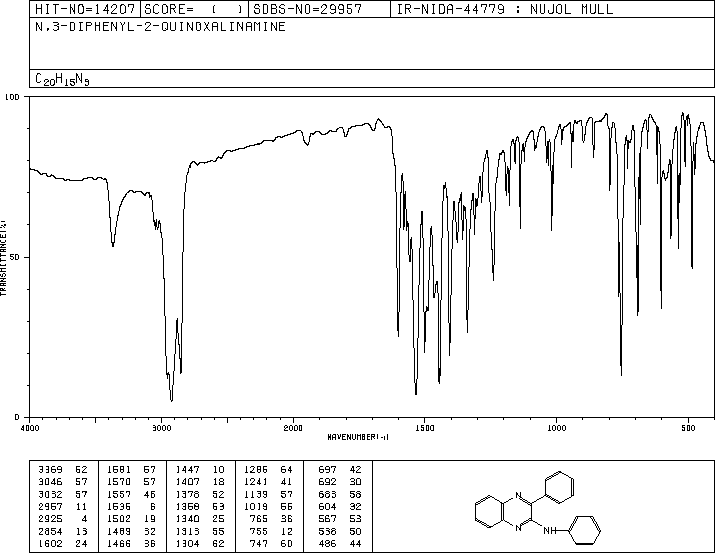 HIT-NO=14207 SCORE= ( ) SDBS-NO=29957 IR-NIDA-44779 : NUJOL MULL
N,3-DIPHENYL-2-QUINOXALINAMINE
C20H15N3
100
50
0
TRANSMITTANCE(%)
4000 3000 2000 1500 1000 500
WAVENUMBER(-1)
3369 52 1581 57 1447 10 1286 64 697 42
3046 57 1570 57 1407 18 1241 41 692 30
3032 57 1557 46 1378 52 1139 57 683 58
2957 11 1536 6 1358 53 1019 56 604 32
2925 4 1502 19 1340 25 765 36 567 53
2854 13 1489 32 1313 55 755 12 538 50
1602 24 1466 36 1304 62 747 60 486 44
N
N
NH